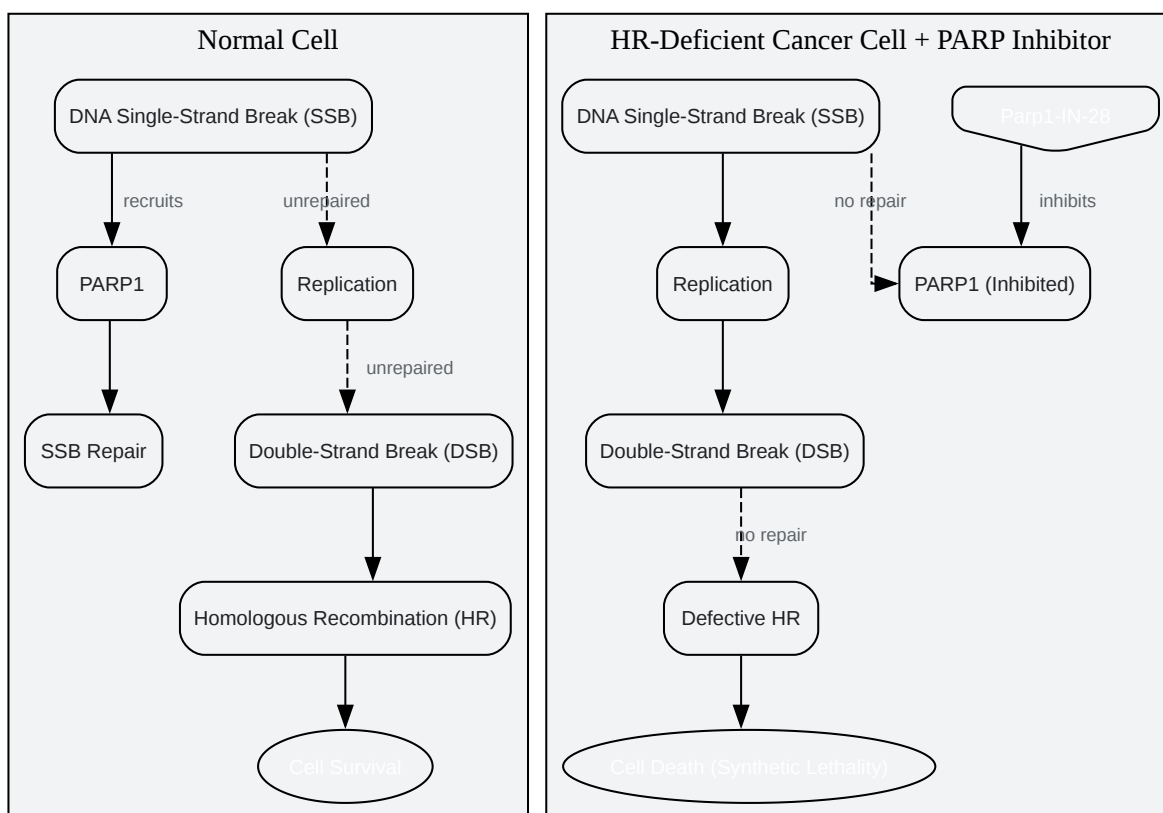 Normal Cell
DNA Single-Strand Break (SSB)
recruits
unrepaired
PARP1
Replication
unrepaired
SSB Repair
Double-Strand Break (DSB)
Homologous Recombination (HR)
Cell Survival
HR-Deficient Cancer Cell + PARP Inhibitor
DNA Single-Strand Break (SSB)
Parp1-IN-28
no repair
inhibits
Replication
PARP1 (Inhibited)
Double-Strand Break (DSB)
no repair
Defective HR
Cell Death (Synthetic Lethality)